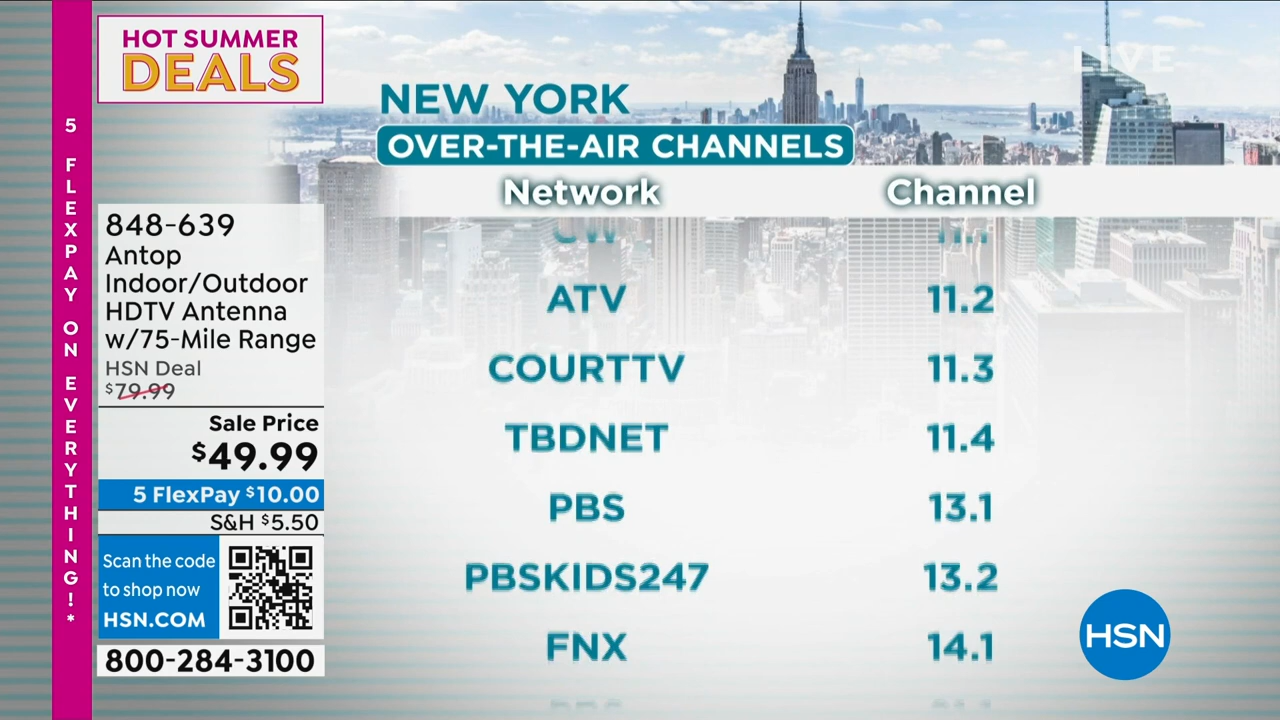 5 FLEXPAY ON EVERYTHING!*
HOT SUMMER
DEALS
848-639
Antop
Indoor/Outdoor
HDTV Antenna
w/75-Mile Range
HSN Deal
$79.99
Sale Price
$49.99
5 FlexPay $10.00
S&H $5.50
Scan the code
to shop now
HSN.COM
800-284-3100
LIVE
NEW YORK
OVER-THE-AIR CHANNELS
Network Channel
ATV 11.2
COURTTV 11.3
TBDNET 11.4
PBS 13.1
PBSKIDS247 13.2
FNX 14.1
HSN